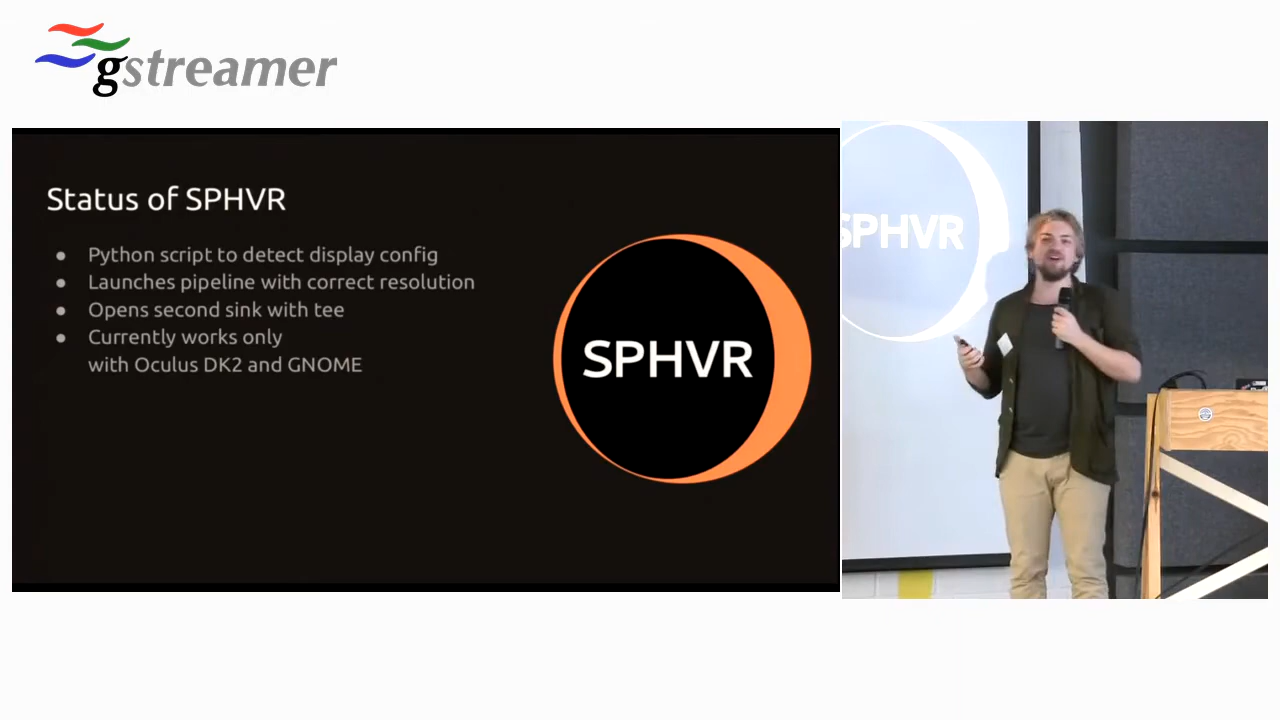 gstreamer
Status of SPHVR
● Python script to detect display config
● Launches pipeline with correct resolution
● Opens second sink with tee
● Currently works only
with Oculus DK2 and GNOME
SPHVR
SPHVR